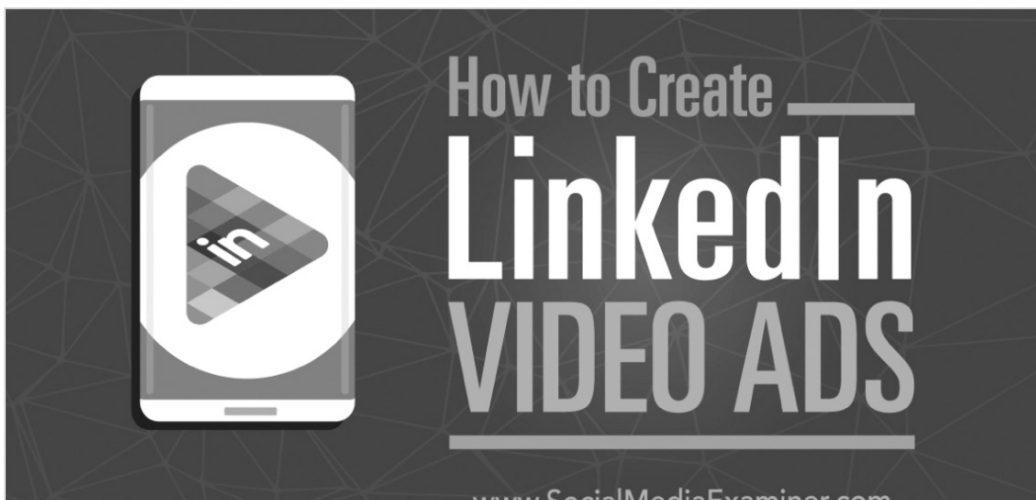 How to Create
LinkedIn
VIDEO ADS
in
www.SocialMediaExaminer.com